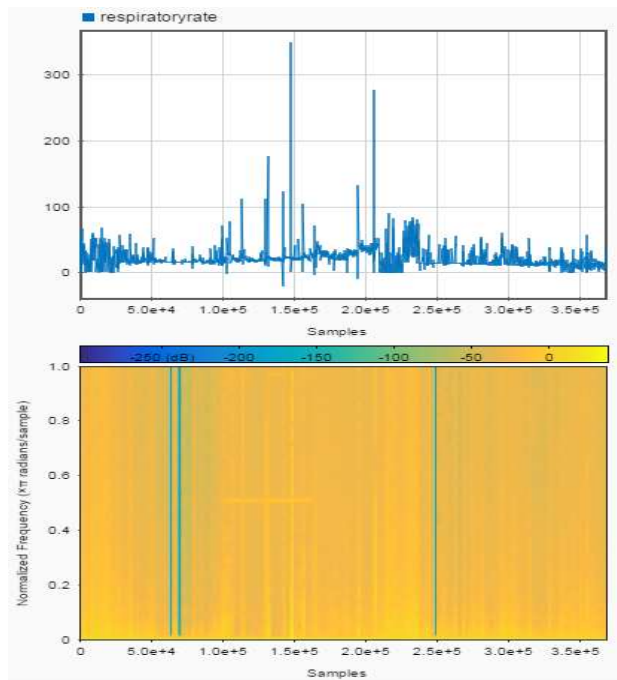 respiratoryrate
300
200
100
0
0 5.0e+4 1.0e+5 1.5e+5 2.0e+5 2.5e+5 3.0e+5 3.5e+5
Samples
-250 (dB) -200 -150 -100 -50 0
1.0
0.8
0.6
0.4
0.2
0
Normalized Frequency (×π radians/sample)
0 5.0e+4 1.0e+5 1.5e+5 2.0e+5 2.5e+5 3.0e+5 3.5e+5
Samples